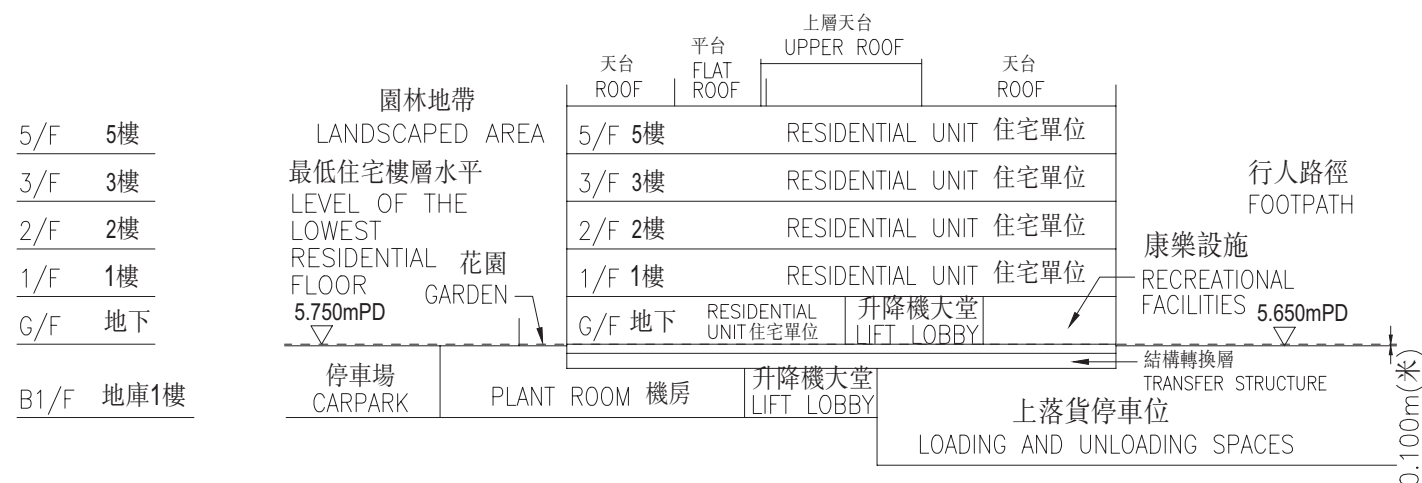 上層天台
UPPER ROOF
平台
FLAT
ROOF
天台
ROOF
天台
ROOF
園林地帶
LANDSCAPED AREA
5/F 5樓
5/F 5樓 RESIDENTIAL UNIT 住宅單位
最低住宅樓層水平
LEVEL OF THE
LOWEST
RESIDENTIAL
FLOOR
5.750mPD
3/F 3樓
3/F 3樓 RESIDENTIAL UNIT 住宅單位
行人路徑
FOOTPATH
2/F 2樓
2/F 2樓 RESIDENTIAL UNIT 住宅單位
花園
GARDEN
1/F 1樓
1/F 1樓 RESIDENTIAL UNIT 住宅單位
康樂設施
RECREATIONAL
FACILITIES
5.650mPD
G/F 地下
G/F 地下
RESIDENTIAL
UNIT住宅單位
升降機大堂
LIFT LOBBY
結構轉換層
TRANSFER STRUCTURE
B1/F 地庫1樓
停車場
CARPARK
PLANT ROOM 機房
升降機大堂
LIFT LOBBY
上落貨停車位
LOADING AND UNLOADING SPACES
0.100m(米)